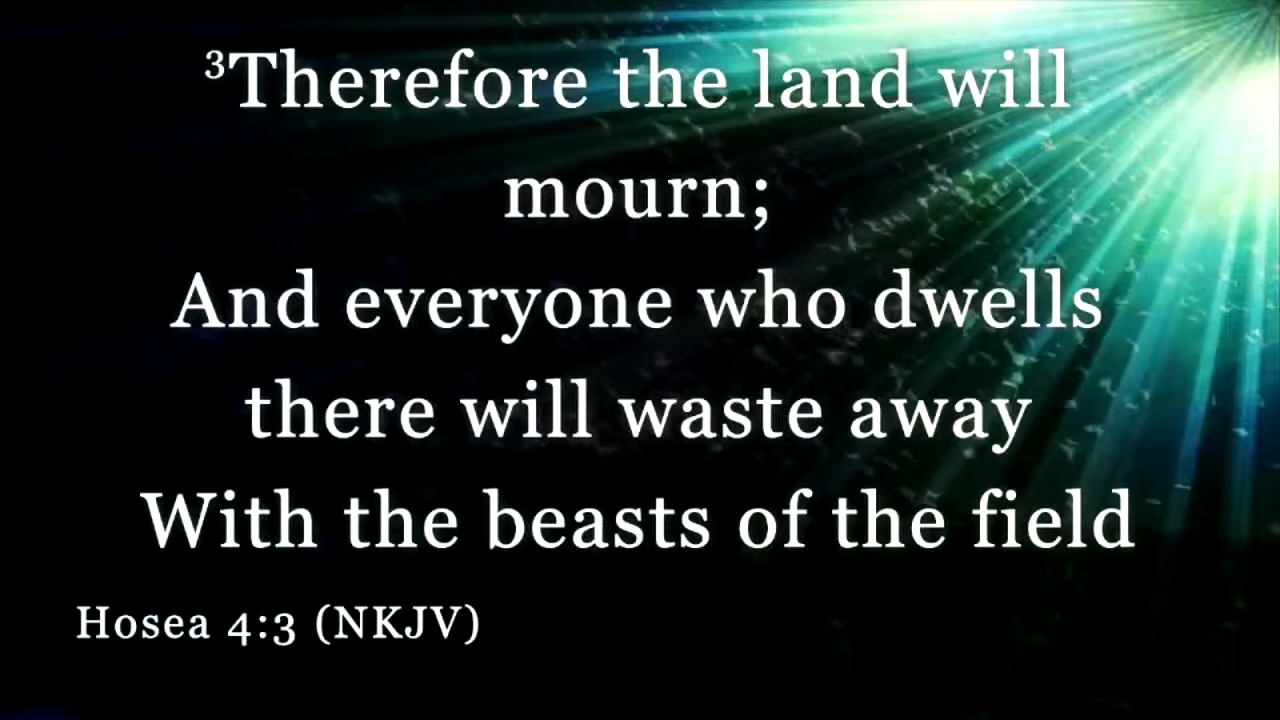 ³Therefore the land will
mourn;
And everyone who dwells
there will waste away
With the beasts of the field
Hosea 4:3 (NKJV)